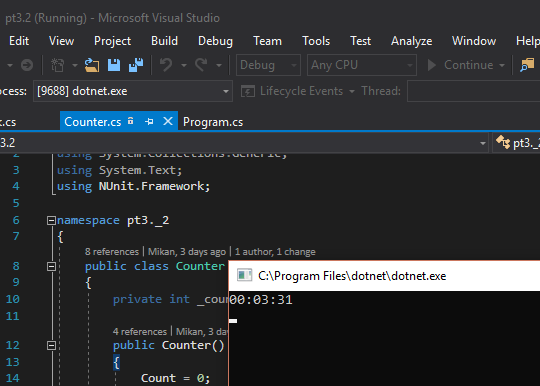 pt3.2 (Running) - Microsoft Visual Studio
Edit View Project Build Debug Team Tools Test Analyze Window
Debug Any CPU Continue
ocess: [9688] dotnet.exe Lifecycle Events Thread:
k.cs Counter.cs Program.cs
3.2 pt3._2
2 using System.Collections.Generic;
3 using System.Text;
4 using NUnit.Framework;
5
6 namespace pt3._2
7 {
8 references | Mikan, 3 days ago | 1 author, 1 change
8 public class Counter
C:\Program Files\dotnet\dotnet.exe
9 {
10 private int _cou
00:03:31
11
4 references | Mikan, 3 da
12 public Counter()
13 {
14 Count = 0;